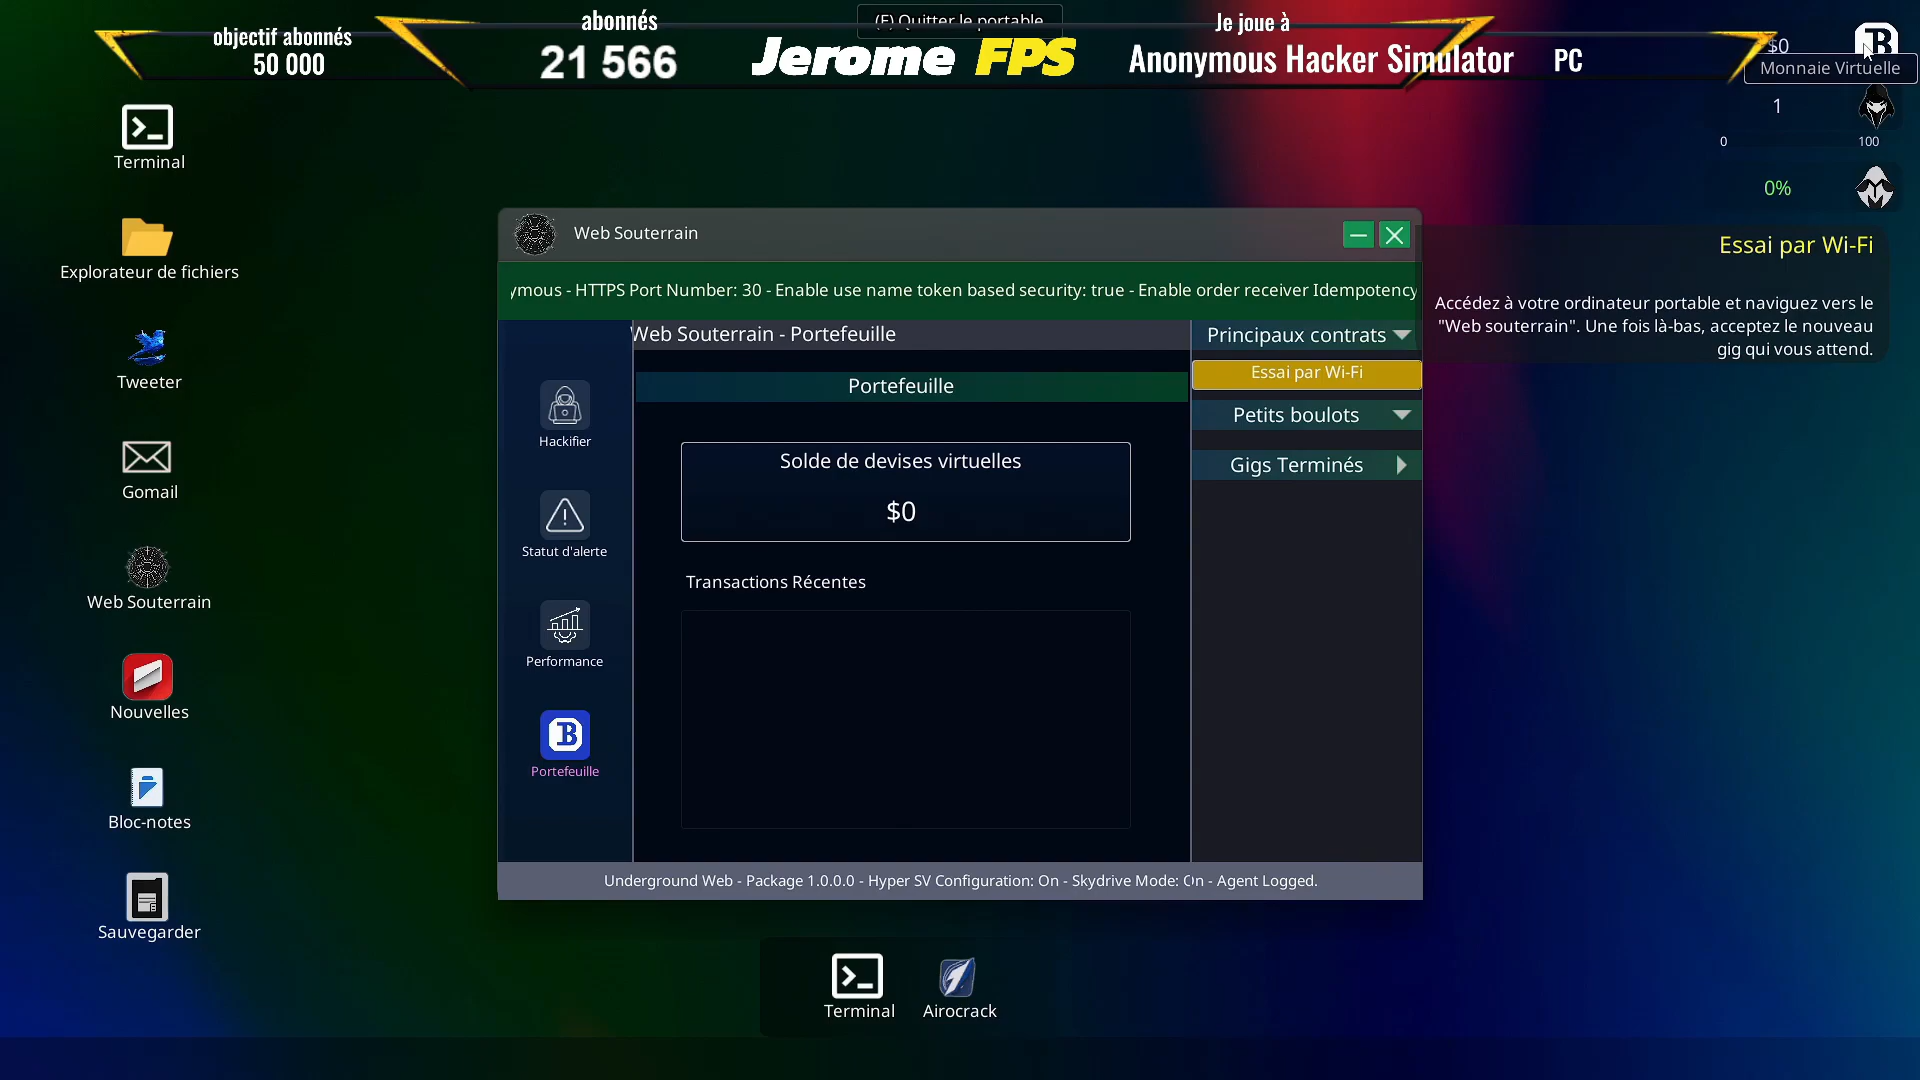 objectif abonnés
50 000
abonnés
21 566
(E) Quitter le portable
Jerome FPS
Je joue à
Anonymous Hacker Simulator
PC
$0
B
Monnaie Virtuelle
1
0
100
0%
Essai par Wi-Fi
Accédez à votre ordinateur portable et naviguez vers le
"Web souterrain". Une fois là-bas, acceptez le nouveau
gig qui vous attend.
Terminal
Explorateur de fichiers
Tweeter
Gomail
Web Souterrain
Nouvelles
Bloc-notes
Sauvegarder
Web Souterrain
ymous - HTTPS Port Number: 30 - Enable use name token based security: true - Enable order receiver Idempotency
Hackifier
Statut d'alerte
Performance
B
Portefeuille
Web Souterrain - Portefeuille
Portefeuille
Solde de devises virtuelles
$0
Transactions Récentes
Principaux contrats
Essai par Wi-Fi
Petits boulots
Gigs Terminés
Underground Web - Package 1.0.0.0 - Hyper SV Configuration: On - Skydrive Mode: On - Agent Logged.
Terminal
Airocrack